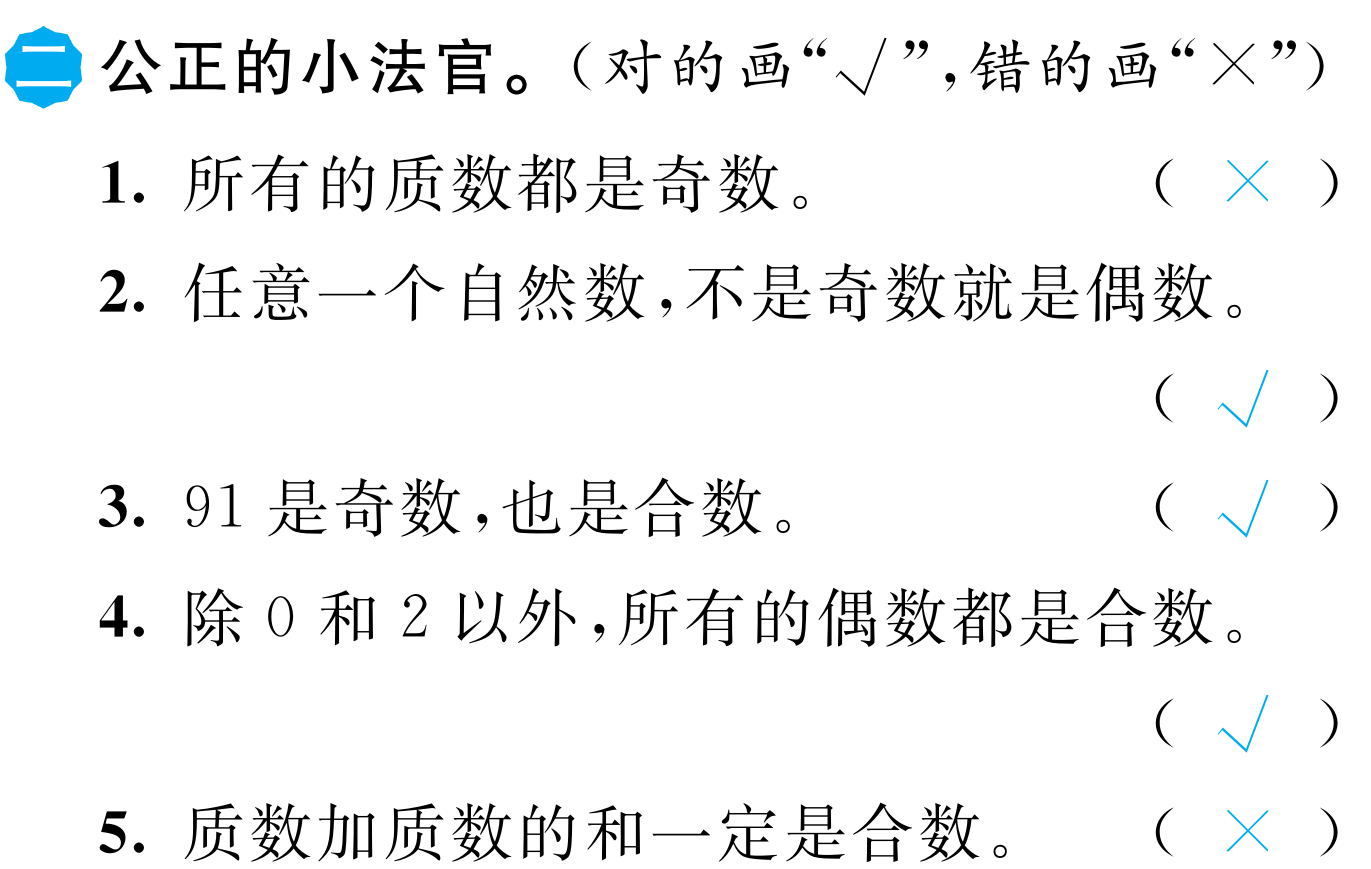 二 公正的小法官。(对的画“√”,错的画“×”)
1. 所有的质数都是奇数。 ( × )
2. 任意一个自然数,不是奇数就是偶数。
( √ )
3. 91 是奇数,也是合数。 ( √ )
4. 除 0 和 2 以外,所有的偶数都是合数。
( √ )
5. 质数加质数的和一定是合数。 ( × )